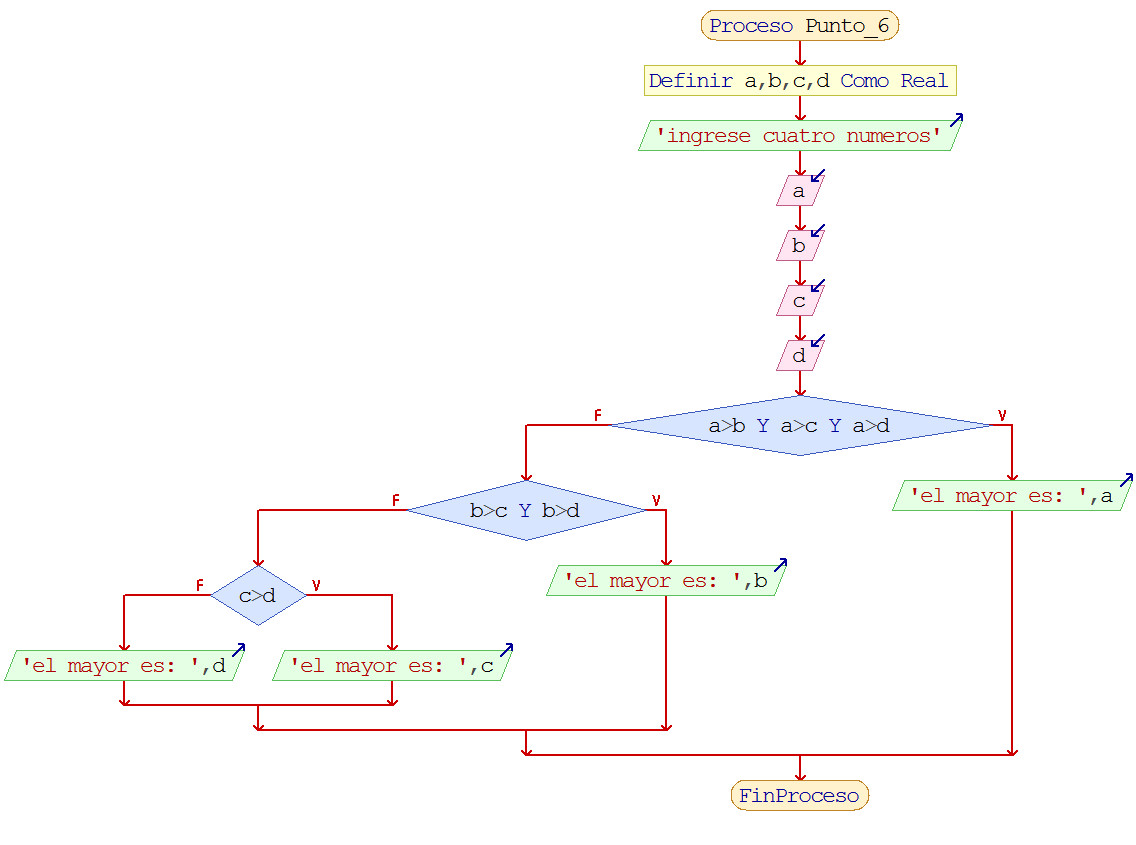 Proceso Punto_6
Definir a,b,c,d Como Real
'ingrese cuatro numeros'
a
b
c
d
F
a>b Y a>c Y a>d
V
F
b>c Y b>d
V
'el mayor es: ',a
F
c>d
V
'el mayor es: ',b
'el mayor es: ',d
'el mayor es: ',c
FinProceso